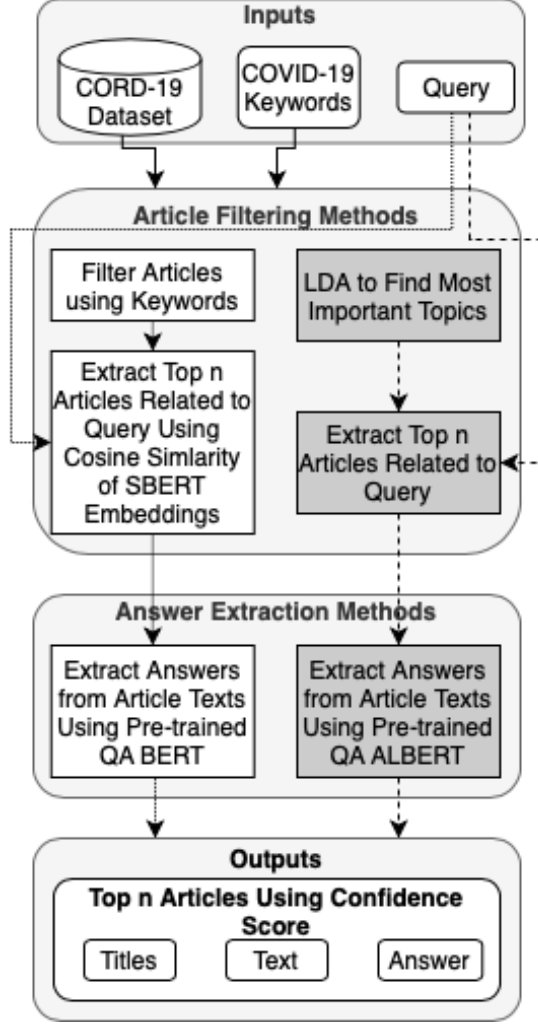 Inputs
CORD-19
Dataset
COVID-19
Keywords
Query
Article Filtering Methods
Filter Articles
using Keywords
Extract Top n
Articles Related to
Query Using
Cosine Simlarity
of SBERT
Embeddings
LDA to Find Most
Important Topics
Extract Top n
Articles Related to
Query
Answer Extraction Methods
Extract Answers
from Article Texts
Using Pre-trained
QA BERT
Extract Answers
from Article Texts
Using Pre-trained
QA ALBERT
Outputs
Top n Articles Using Confidence
Score
Titles
Text
Answer